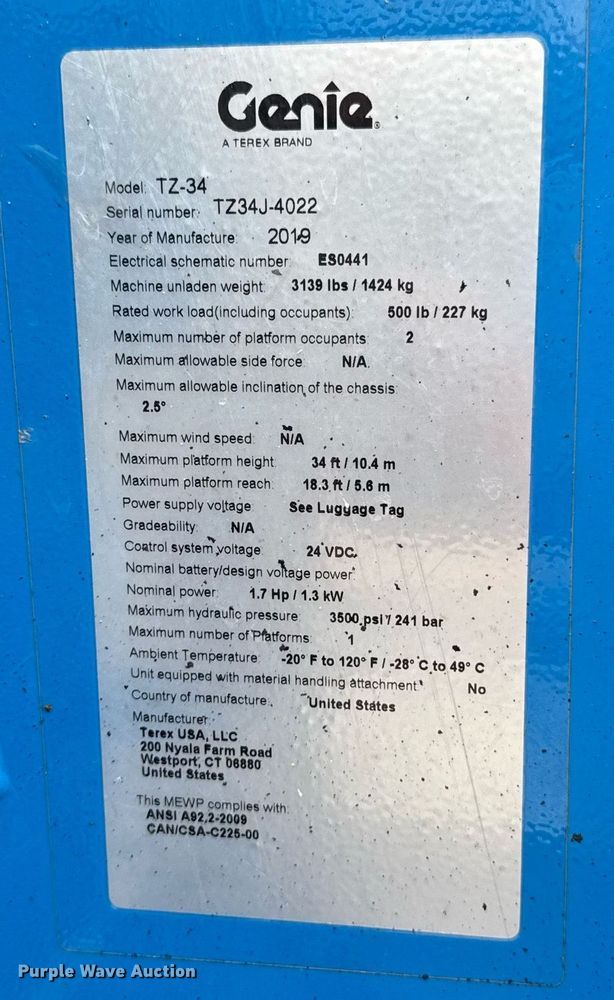 Genie
A TEREX BRAND
Model: TZ-34
Serial number: TZ34J-4022
Year of Manufacture: 2019
Electrical schematic number: ES0441
Machine unladen weight: 3139 lbs / 1424 kg
Rated work load(including occupants): 500 lb / 227 kg
Maximum number of platform occupants: 2
Maximum allowable side force: N/A
Maximum allowable inclination of the chassis:
2.5°
Maximum wind speed: N/A
Maximum platform height: 34 ft / 10.4 m
Maximum platform reach: 18.3 ft / 5.6 m
Power supply voltage: See Luggage Tag
Gradeability: N/A
Control system voltage: 24 VDC
Nominal battery/design voltage power:
Nominal power: 1.7 Hp / 1.3 kW
Maximum hydraulic pressure: 3500 psi / 241 bar
Maximum number of Platforms: 1
Ambient Temperature: -20° F to 120° F / -28° C to 49° C
Unit equipped with material handling attachment: No
Country of manufacture: United States
Manufacturer:
Terex USA, LLC
200 Nyala Farm Road
Westport, CT 06880
United States
This MEWP complies with:
ANSI A92.2-2009
CAN/CSA-C225-00
Purple Wave Auction